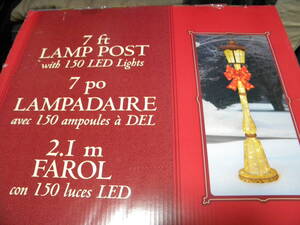 7 ft
LAMP POST
with 150 LED Lights
7 po
LAMPADAIRE
avec 150 ampoules à DEL
2.1 m
FAROL
con 150 luces LED